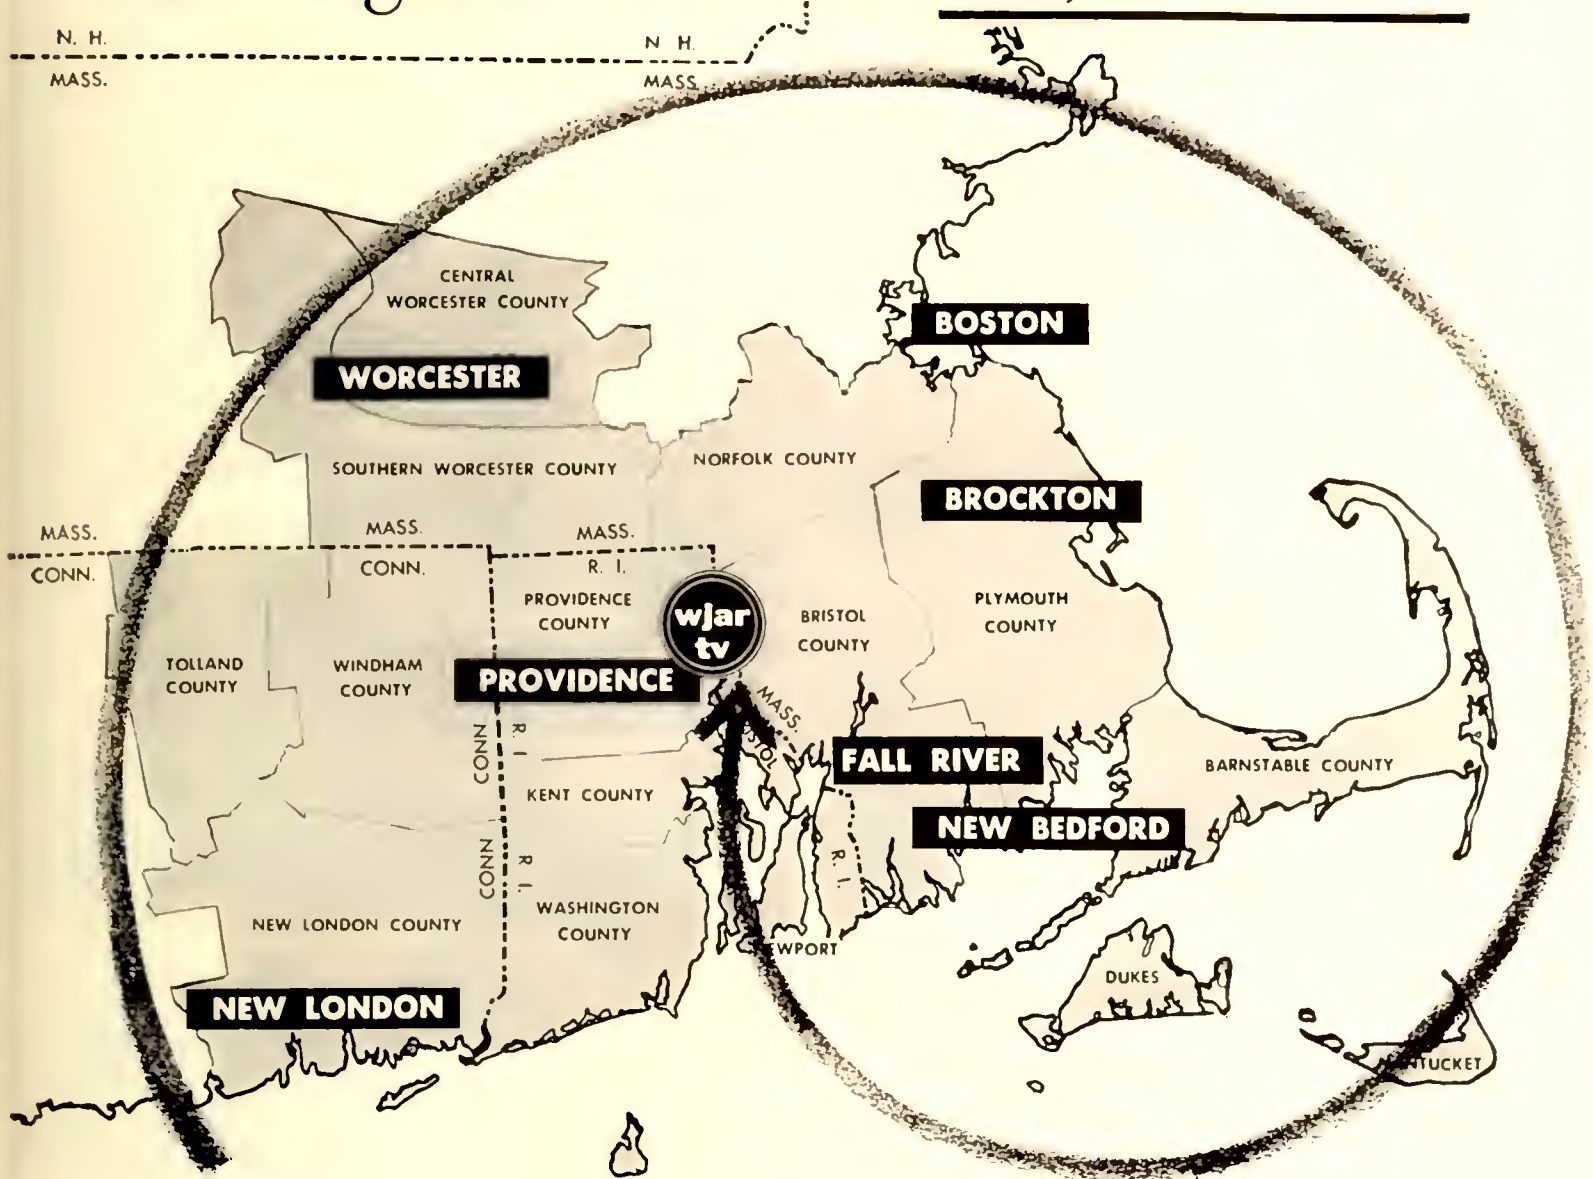 N. H.
N H.
MASS.
MASS.
CENTRAL
WORCESTER COUNTY
BOSTON
WORCESTER
SOUTHERN WORCESTER COUNTY
NORFOLK COUNTY
BROCKTON
MASS.
MASS.
MASS.
CONN.
CONN.
R. I.
PROVIDENCE
COUNTY
wjar
tv
BRISTOL
COUNTY
PLYMOUTH
COUNTY
TOLLAND
COUNTY
WINDHAM
COUNTY
PROVIDENCE
MASS.
CONN
R. I
FALL RIVER
BARNSTABLE COUNTY
KENT COUNTY
NEW BEDFORD
CONN
R. I.
R. I.
NEW LONDON COUNTY
WASHINGTON
COUNTY
EWPORT
DUKES
NEW LONDON
NTUCKET